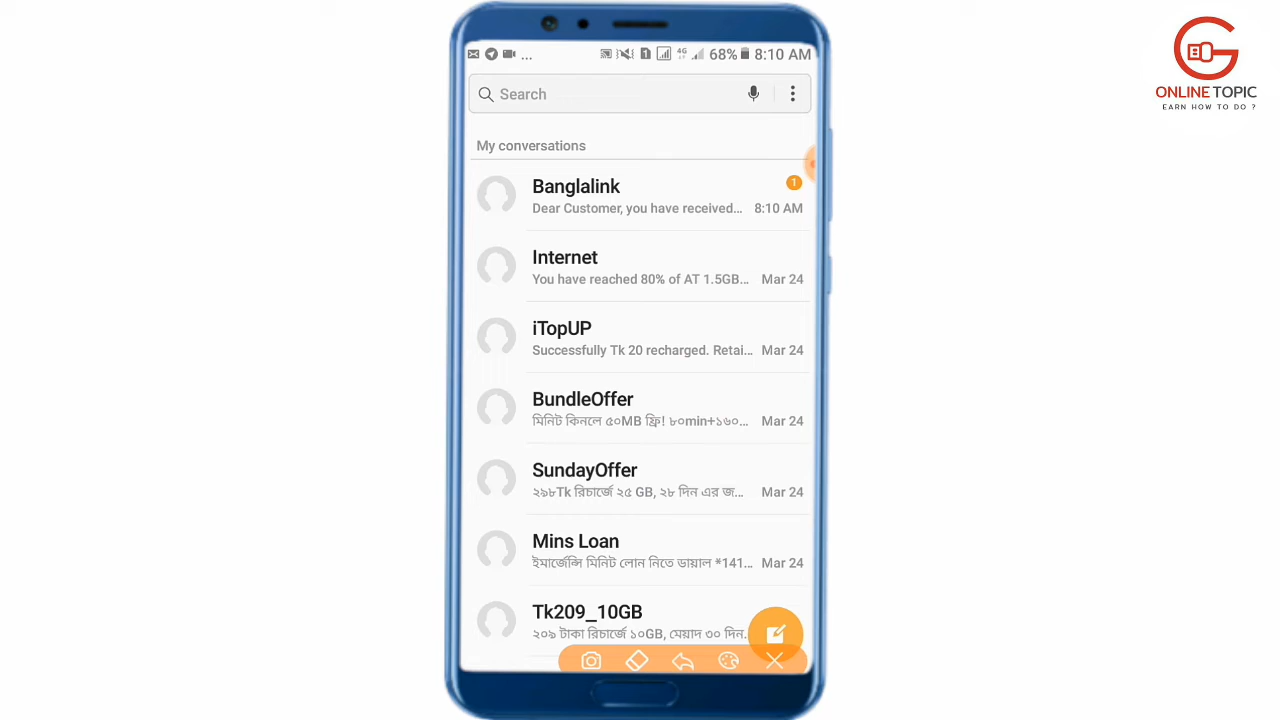 ... 1 4G 68% 8:10 AM
Search
My conversations
Banglalink 1
Dear Customer, you have received... 8:10 AM
Internet
You have reached 80% of AT 1.5GB... Mar 24
iTopUP
Successfully Tk 20 recharged. Retai... Mar 24
BundleOffer
মিনিট কিনলে ৫০MB ফ্রি! ৮০min+১৬০... Mar 24
SundayOffer
২৯৮Tk রিচার্জে ২৫ GB, ২৮ দিন এর জ... Mar 24
Mins Loan
ইমার্জেন্সি মিনিট লোন নিতে ডায়াল *141... Mar 24
Tk209_10GB
২০৯ টাকা রিচার্জে ১০GB, মেয়াদ ৩০ দিন.
ONLINE TOPIC
EARN HOW TO DO ?